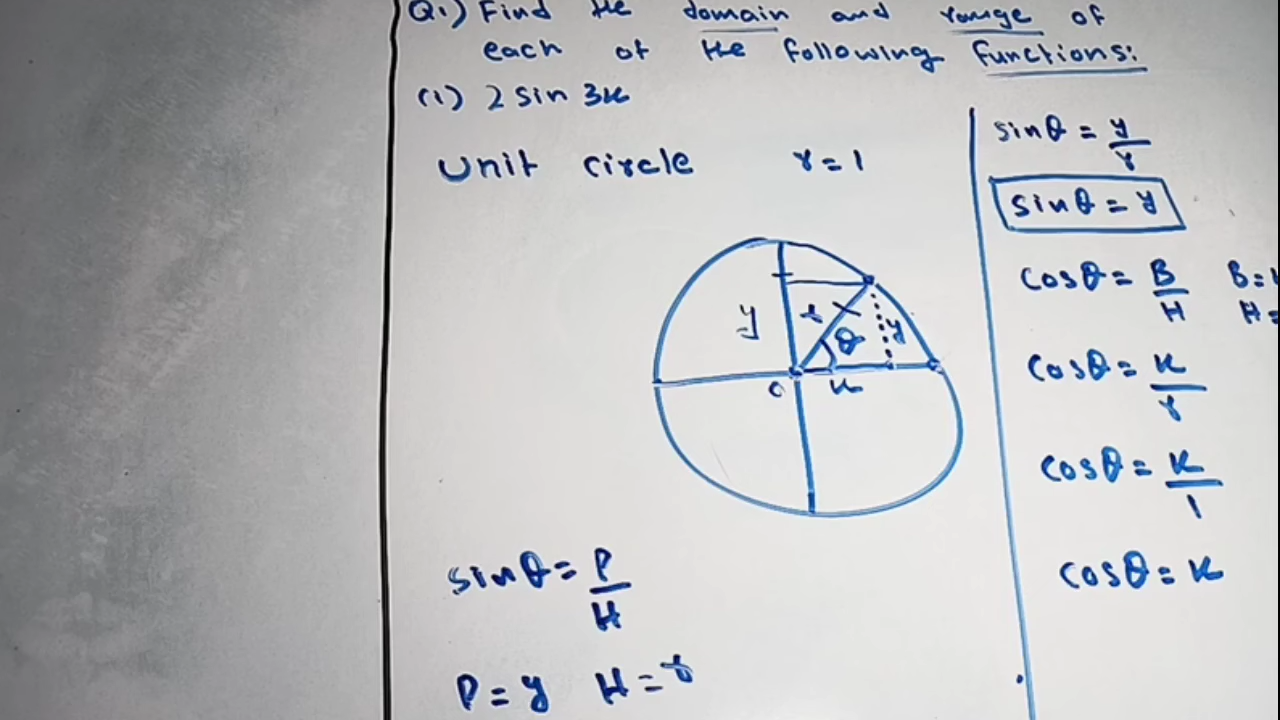 Q.1) Find the domain and range of
each of the following functions:
(1) 2 sin 3x
Unit circle r = 1
y
r
θ
y
O
x
sinθ = P/H
P = y H = r
sinθ = y/r
sinθ = y
cosθ = B/H B =
H =
cosθ = x/r
cosθ = x/1
cosθ = x